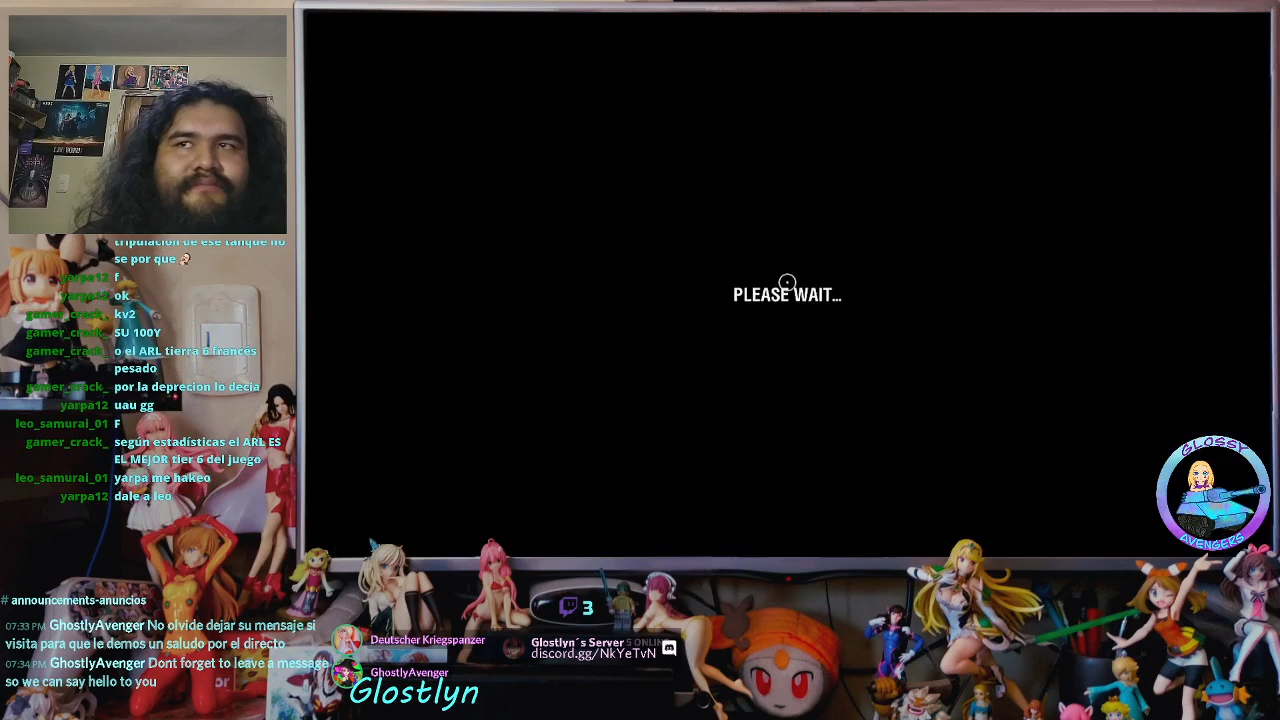 tripulacion de ese tanque no
se por que
yarpa12 f
yarpa12 ok
gamer_crack_ kv2
gamer_crack_ SU 100Y
gamer_crack_ o el ARL tierra 6 francés
pesado
gamer_crack_ por la deprecion lo decia
yarpa12 uau gg
leo_samurai_01 F
gamer_crack_ según estadísticas el ARL ES
EL MEJOR tier 6 del juego
leo_samurai_01 yarpa me hakeo
yarpa12 dale a leo
PLEASE WAIT...
GLOSSY
AVENGERS
# announcements-anuncios
07:33 PM GhostlyAvenger No olvide dejar su mensaje si
visita para que le demos un saludo por el directo
07:34 PM GhostlyAvenger Dont forget to leave a message
so we can say hello to you
3
Deutscher Kriegspanzer
GhostlyAvenger
Glostlyn
Glostlyn´s Server 5 ONLINE
discord.gg/NkYeTvN